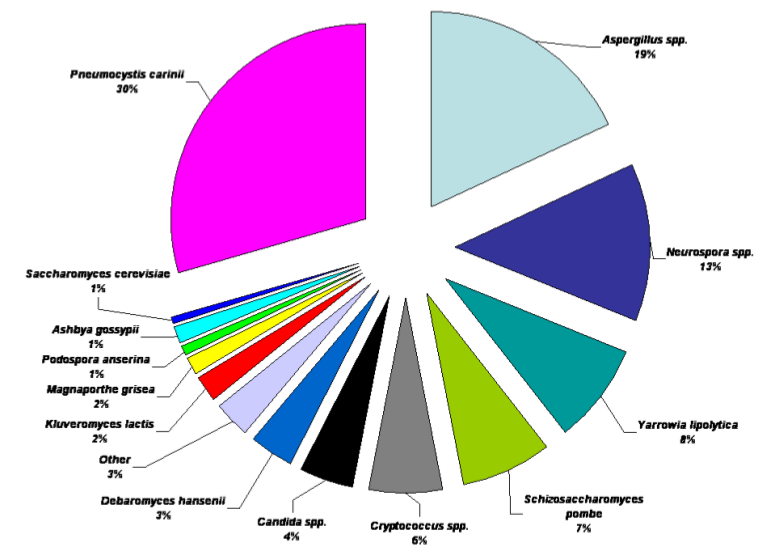 Aspergillus spp.
19%
Neurospora spp.
13%
Yarrowia lipolytica
8%
Schizosaccharomyces
pombe
7%
Cryptococcus spp.
6%
Candida spp.
4%
Debaromyces hansenii
3%
Other
3%
Kluveromyces lactis
2%
Magnaporthe grisea
2%
Podospora anserina
1%
Ashbya gossypii
1%
Saccharomyces cerevisiae
1%
Pneumocystis carinii
30%